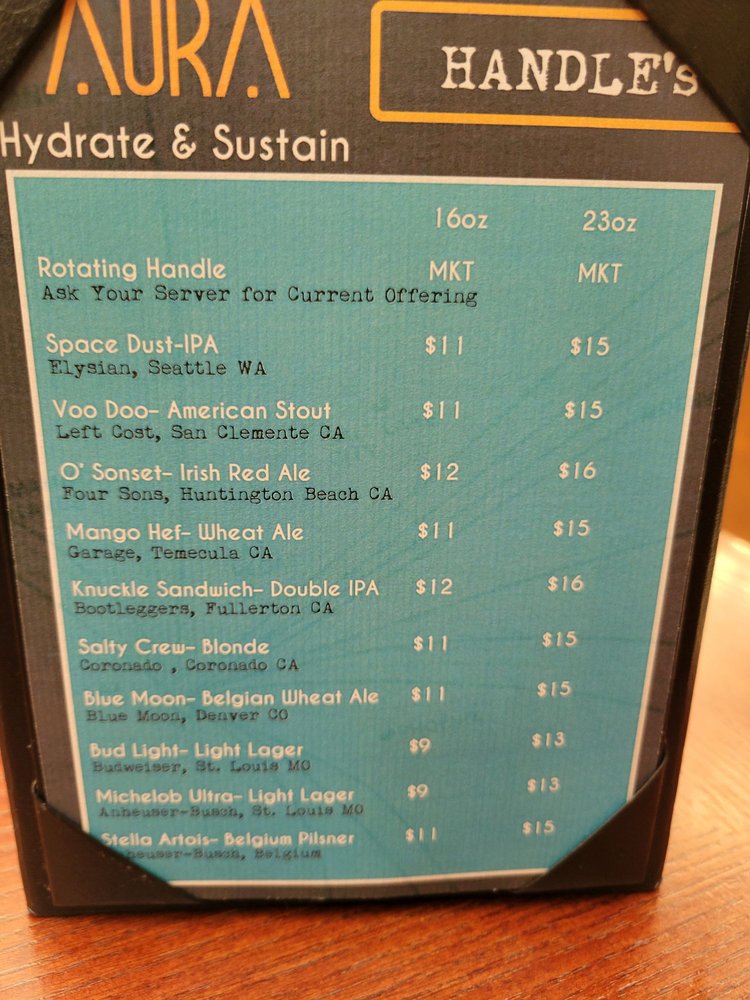 AURA
HANDLE's
Hydrate & Sustain
16oz 23oz
Rotating Handle MKT MKT
Ask Your Server for Current Offering
Space Dust-IPA $11 $15
Elysian, Seattle WA
Voo Doo- American Stout $11 $15
Left Cost, San Clemente CA
O' Sonset- Irish Red Ale $12 $16
Four Sons, Huntington Beach CA
Mango Hef- Wheat Ale $11 $15
Garage, Temecula CA
Knuckle Sandwich- Double IPA $12 $16
Bootleggers, Fullerton CA
Salty Crew- Blonde $11 $15
Coronado , Coronado CA
Blue Moon- Belgian Wheat Ale $11 $15
Blue Moon, Denver CO
Bud Light- Light Lager $9 $13
Budweiser, St. Louis MO
Michelob Ultra- Light Lager $9 $13
Anheuser-Busch, St. Louis MO
Stella Artois- Belgium Pilsner $11 $15
nheuser-Busch, Belgium